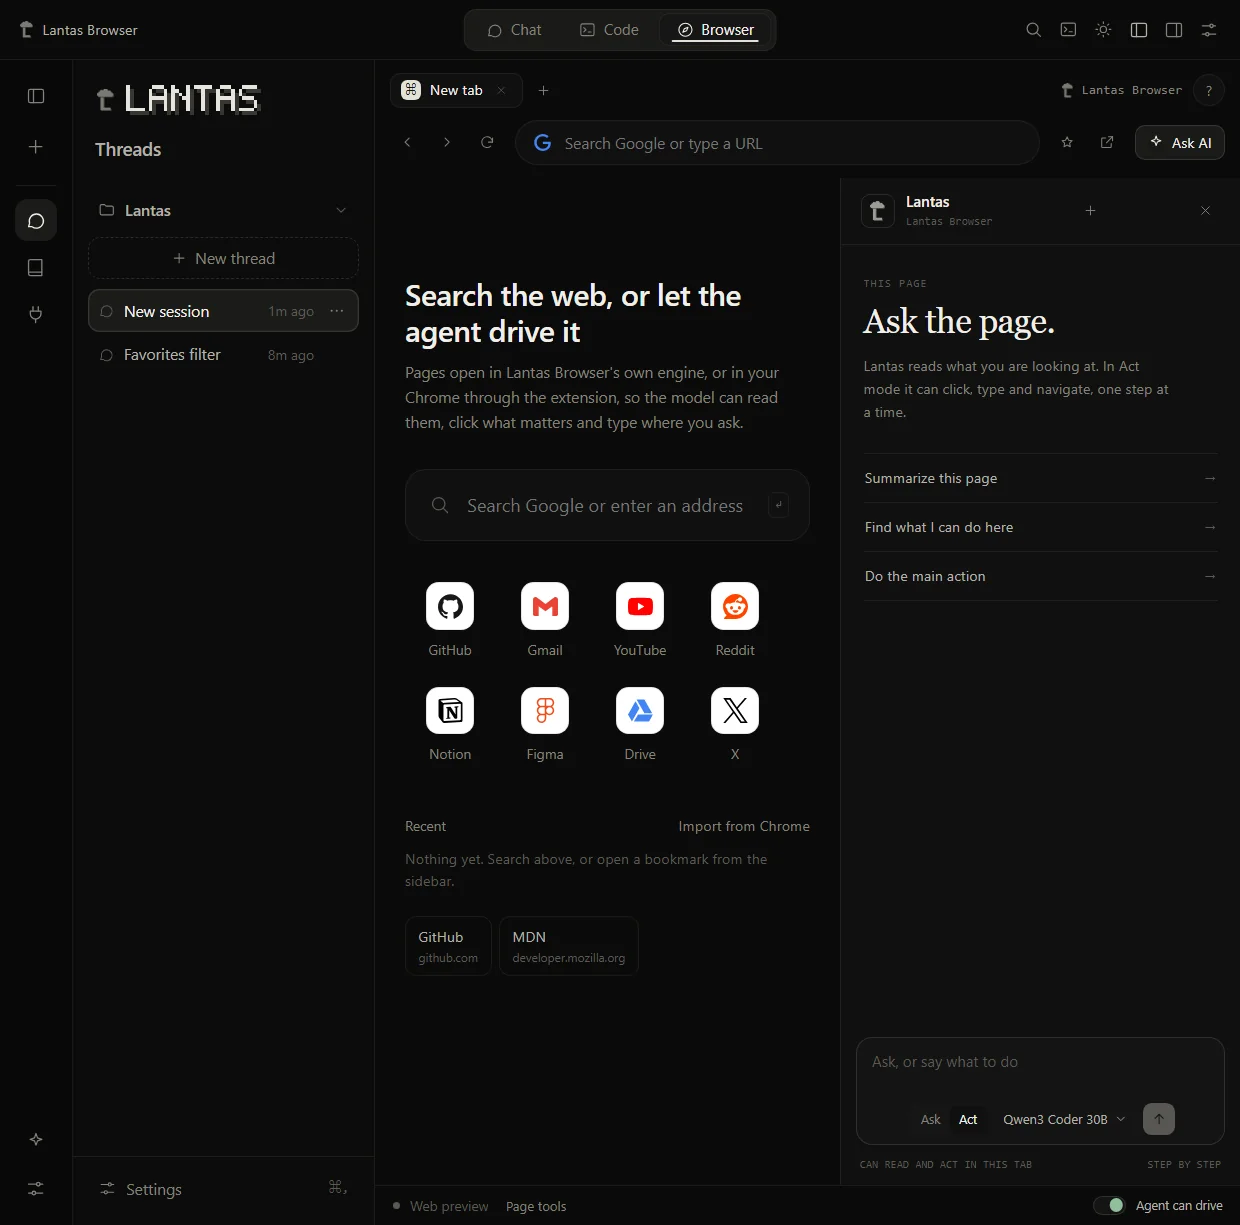 Lantas Browser
Chat
Code
Browser
LANTAS
Threads
Lantas
New thread
New session
1m ago
Favorites filter
8m ago
Settings
⌘,
New tab
Lantas Browser
?
Search Google or type a URL
Ask AI
Search the web, or let the
agent drive it
Pages open in Lantas Browser's own engine, or in your
Chrome through the extension, so the model can read
them, click what matters and type where you ask.
Search Google or enter an address
GitHub
Gmail
YouTube
Reddit
Notion
Figma
Drive
X
Recent
Import from Chrome
Nothing yet. Search above, or open a bookmark from the
sidebar.
GitHub
github.com
MDN
developer.mozilla.org
Web preview
Page tools
Lantas
Lantas Browser
THIS PAGE
Ask the page.
Lantas reads what you are looking at. In Act
mode it can click, type and navigate, one step at
a time.
Summarize this page →
Find what I can do here →
Do the main action →
Ask, or say what to do
Ask
Act
Qwen3 Coder 30B
CAN READ AND ACT IN THIS TAB
STEP BY STEP
Agent can drive